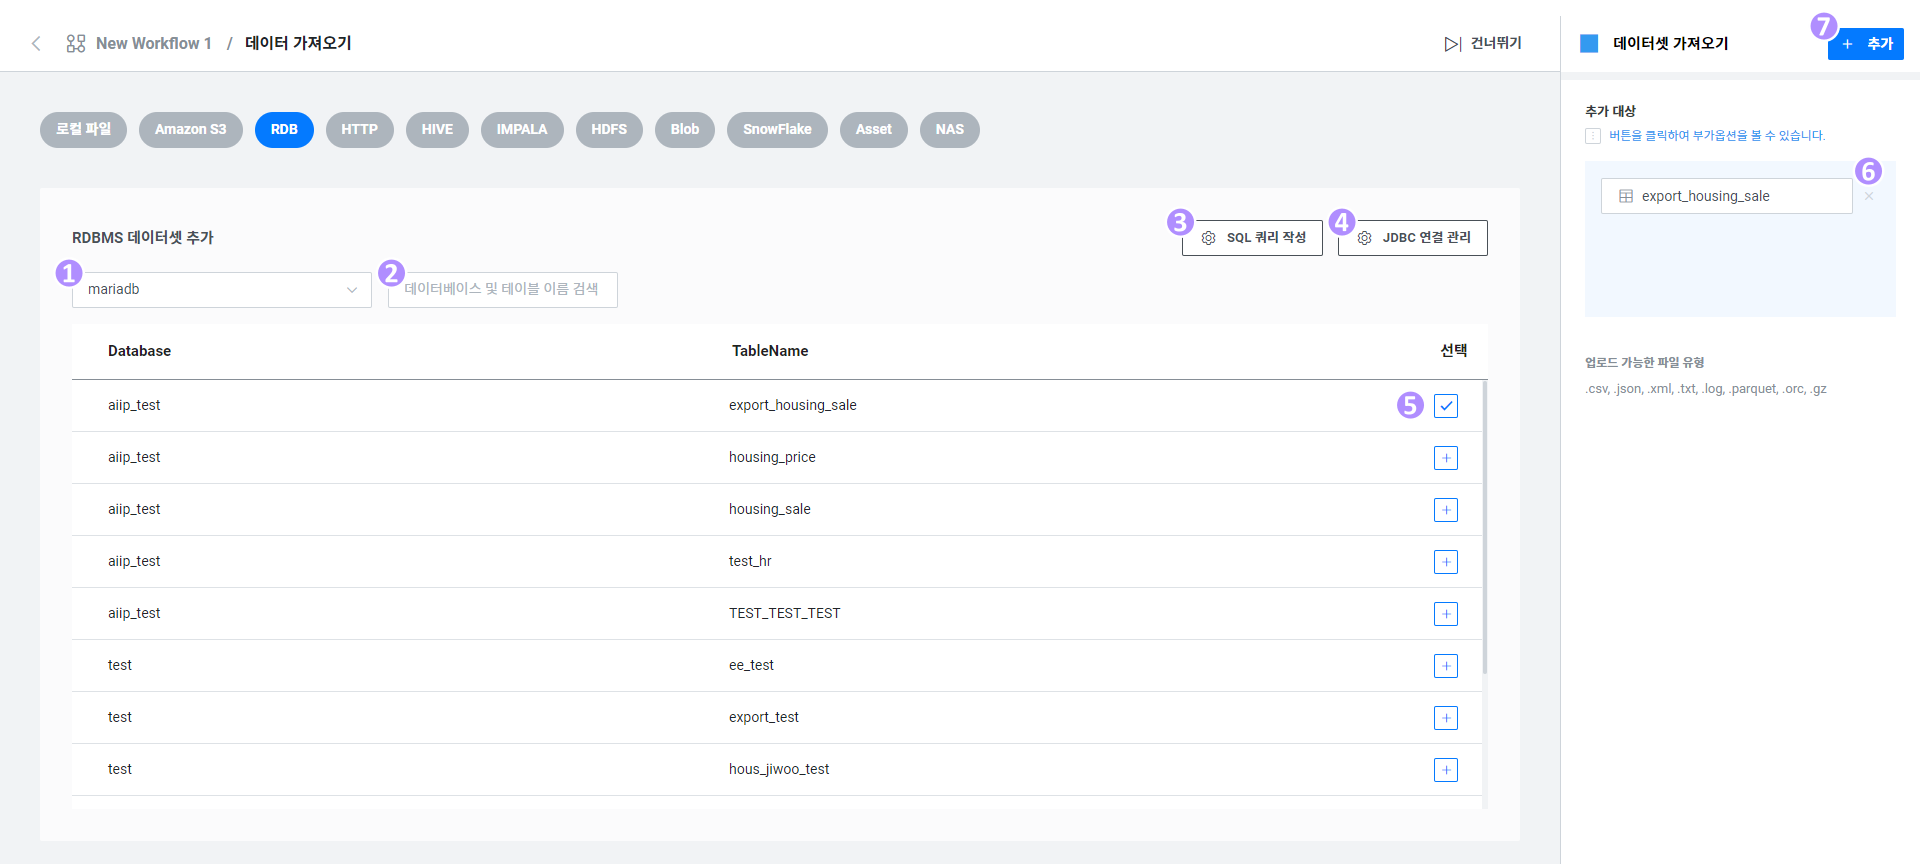 New Workflow 1 / 데이터 가져오기
건너뛰기
로컬 파일 Amazon S3 RDB HTTP HIVE IMPALA HDFS Blob SnowFlake Asset NAS
RDBMS 데이터셋 추가
3 SQL 쿼리 작성
4 JDBC 연결 관리
1 mariadb
2 데이터베이스 및 테이블 이름 검색
Database TableName 선택
aiip_test export_housing_sale 5
aiip_test housing_price
aiip_test housing_sale
aiip_test test_hr
aiip_test TEST_TEST_TEST
test ee_test
test export_test
test hous_jiwoo_test
데이터셋 가져오기
7 + 추가
추가 대상
버튼을 클릭하여 부가옵션을 볼 수 있습니다.
6
export_housing_sale
업로드 가능한 파일 유형
.csv, .json, .xml, .txt, .log, .parquet, .orc, .gz